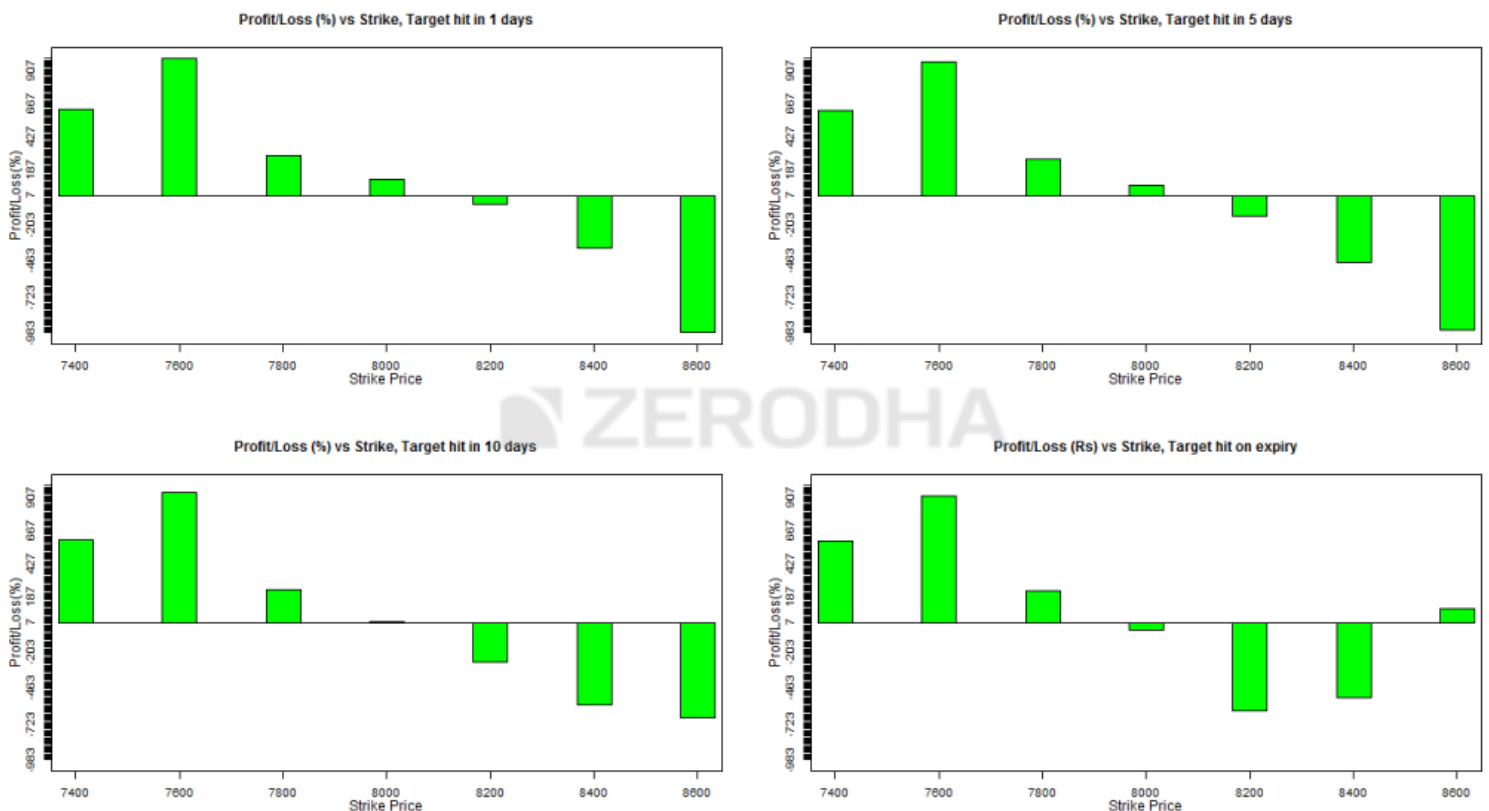 Profit/Loss (%) vs Strike, Target hit in 1 days
Profit/Loss(%)
907
667
427
187
7
-203
-463
-723
-983
7400 7600 7800 8000 8200 8400 8600
Strike Price
Profit/Loss (%) vs Strike, Target hit in 5 days
Profit/Loss(%)
907
667
427
187
7
-203
-463
-723
-983
7400 7600 7800 8000 8200 8400 8600
Strike Price
ZERODHA
Profit/Loss (%) vs Strike, Target hit in 10 days
Profit/Loss(%)
907
667
427
187
7
-203
-463
-723
-983
7400 7600 7800 8000 8200 8400 8600
Strike Price
Profit/Loss (Rs) vs Strike, Target hit on expiry
Profit/Loss(%)
907
667
427
187
7
-203
-463
-723
-983
7400 7600 7800 8000 8200 8400 8600
Strike Price